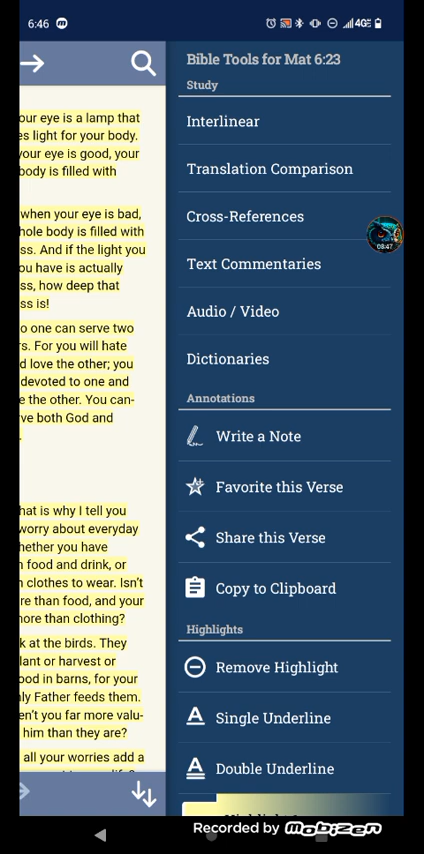 6:46
4GE
our eye is a lamp that
es light for your body.
your eye is good, your
body is filled with
when your eye is bad,
hole body is filled with
ss. And if the light you
ou have is actually
ss, how deep that
ss is!
o one can serve two
rs. For you will hate
d love the other; you
devoted to one and
e the other. You can-
rve both God and
hat is why I tell you
worry about everyday
hether you have
h food and drink, or
h clothes to wear. Isn't
re than food, and your
more than clothing?
k at the birds. They
lant or harvest or
ood in barns, for your
nly Father feeds them.
en't you far more valu-
him than they are?
all your worries add a
Bible Tools for Mat 6:23
Study
Interlinear
Translation Comparison
Cross-References
08:47
Text Commentaries
Audio / Video
Dictionaries
Annotations
Write a Note
Favorite this Verse
Share this Verse
Copy to Clipboard
Highlights
Remove Highlight
Single Underline
Double Underline
Recorded by Mobizen